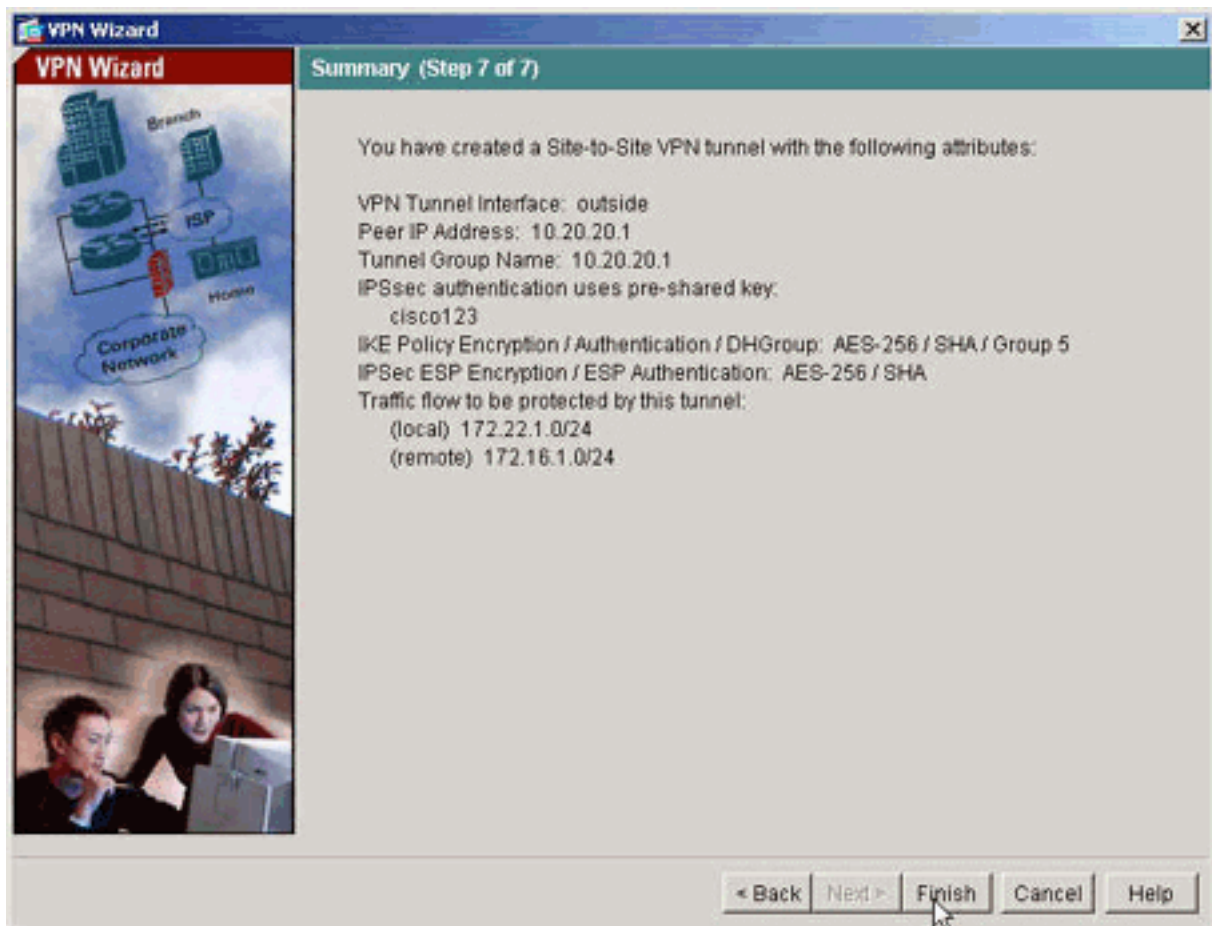 VPN Wizard
VPN Wizard
Summary (Step 7 of 7)
Branch
ISP
Home
Corporate
Network
You have created a Site-to-Site VPN tunnel with the following attributes:
VPN Tunnel Interface: outside
Peer IP Address: 10.20.20.1
Tunnel Group Name: 10.20.20.1
IPSsec authentication uses pre-shared key:
cisco123
IKE Policy Encryption / Authentication / DHGroup: AES-256 / SHA / Group 5
IPSec ESP Encryption / ESP Authentication: AES-256 / SHA
Traffic flow to be protected by this tunnel:
(local) 172.22.1.0/24
(remote) 172.16.1.0/24
< Back Next > Finish Cancel Help